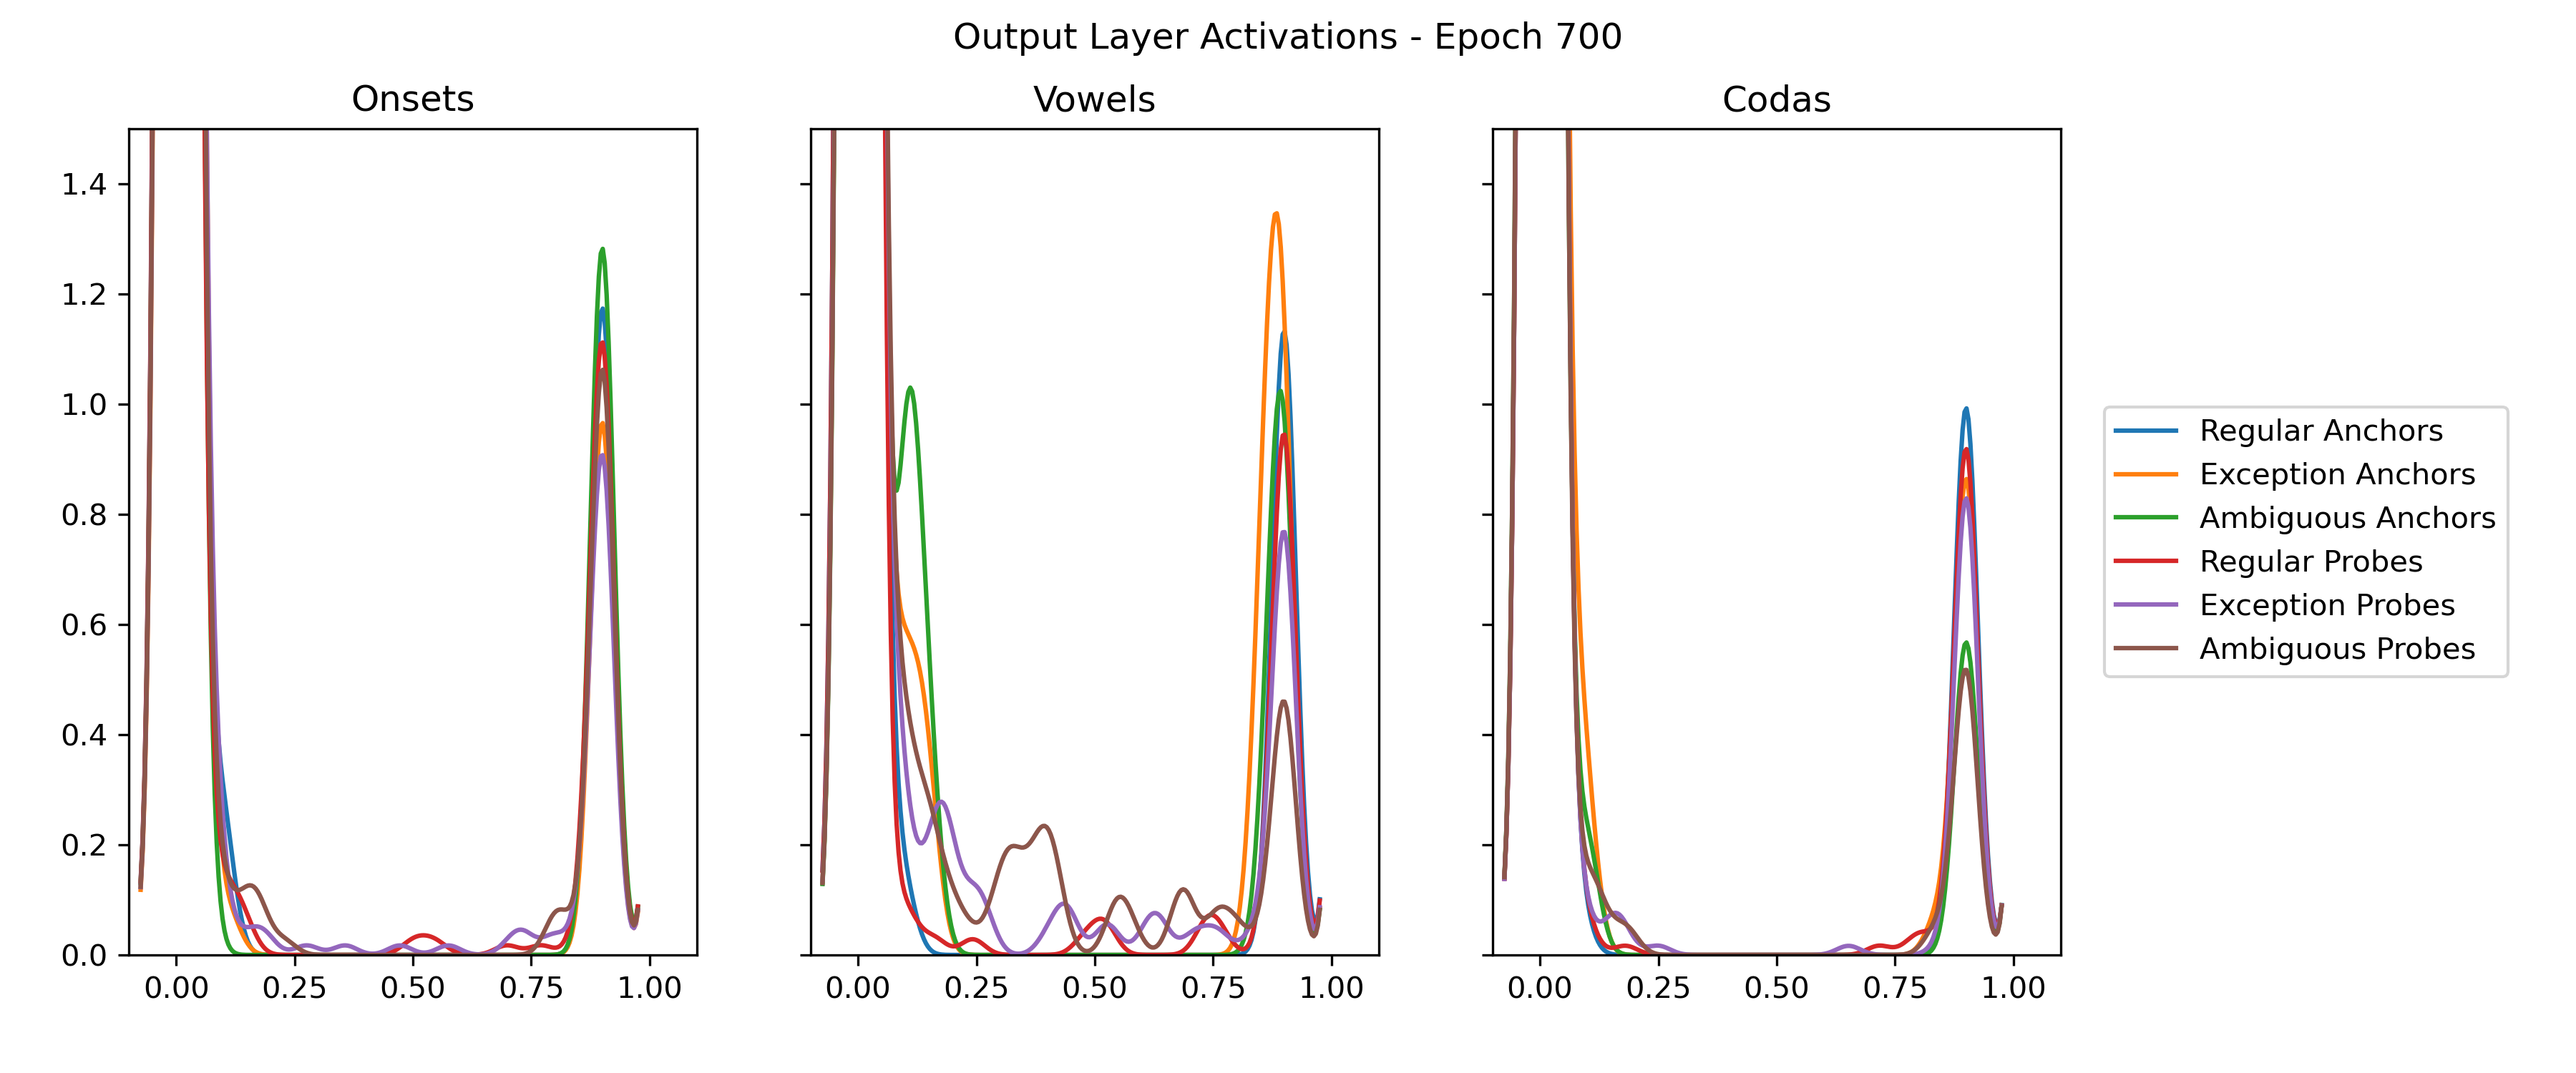 Output Layer Activations - Epoch 700
Onsets
Vowels
Codas
1.4
1.2
1.0
0.8
0.6
0.4
0.2
0.0
0.00 0.25 0.50 0.75 1.00
0.00 0.25 0.50 0.75 1.00
0.00 0.25 0.50 0.75 1.00
Regular Anchors
Exception Anchors
Ambiguous Anchors
Regular Probes
Exception Probes
Ambiguous Probes